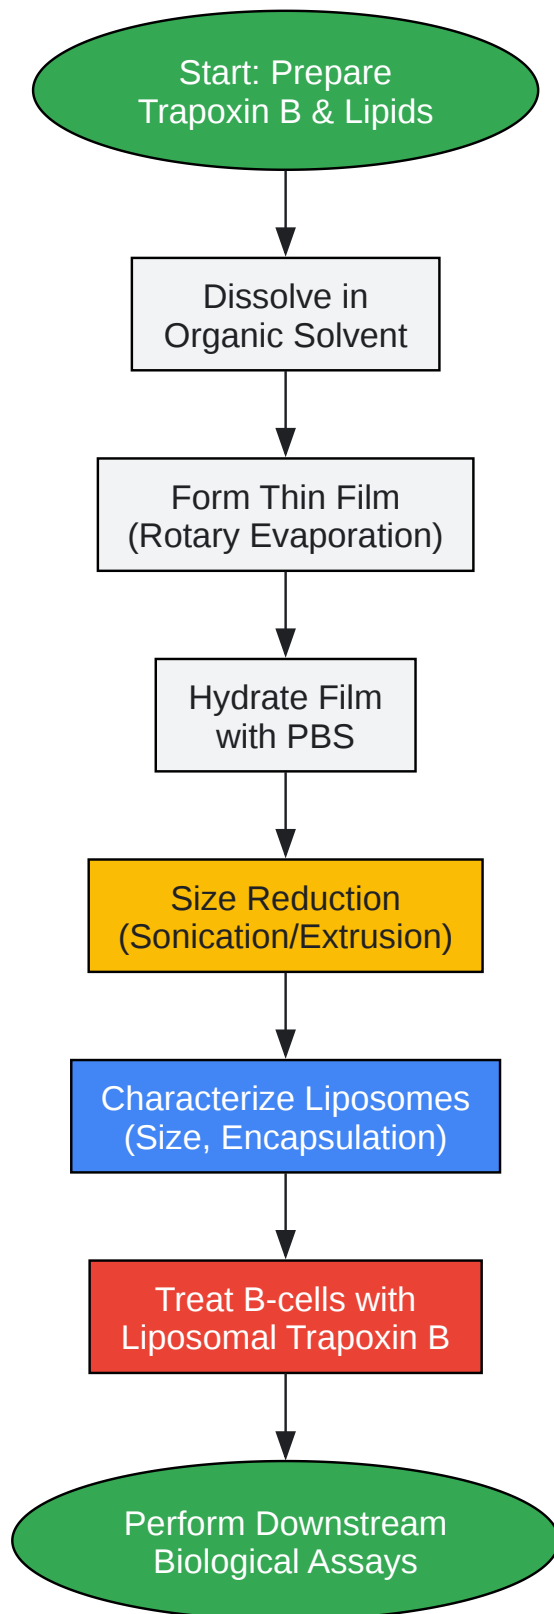 Start: Prepare
Trapoxin B & Lipids
Dissolve in
Organic Solvent
Form Thin Film
(Rotary Evaporation)
Hydrate Film
with PBS
Size Reduction
(Sonication/Extrusion)
Characterize Liposomes
(Size, Encapsulation)
Treat B-cells with
Liposomal Trapoxin B
Perform Downstream
Biological Assays